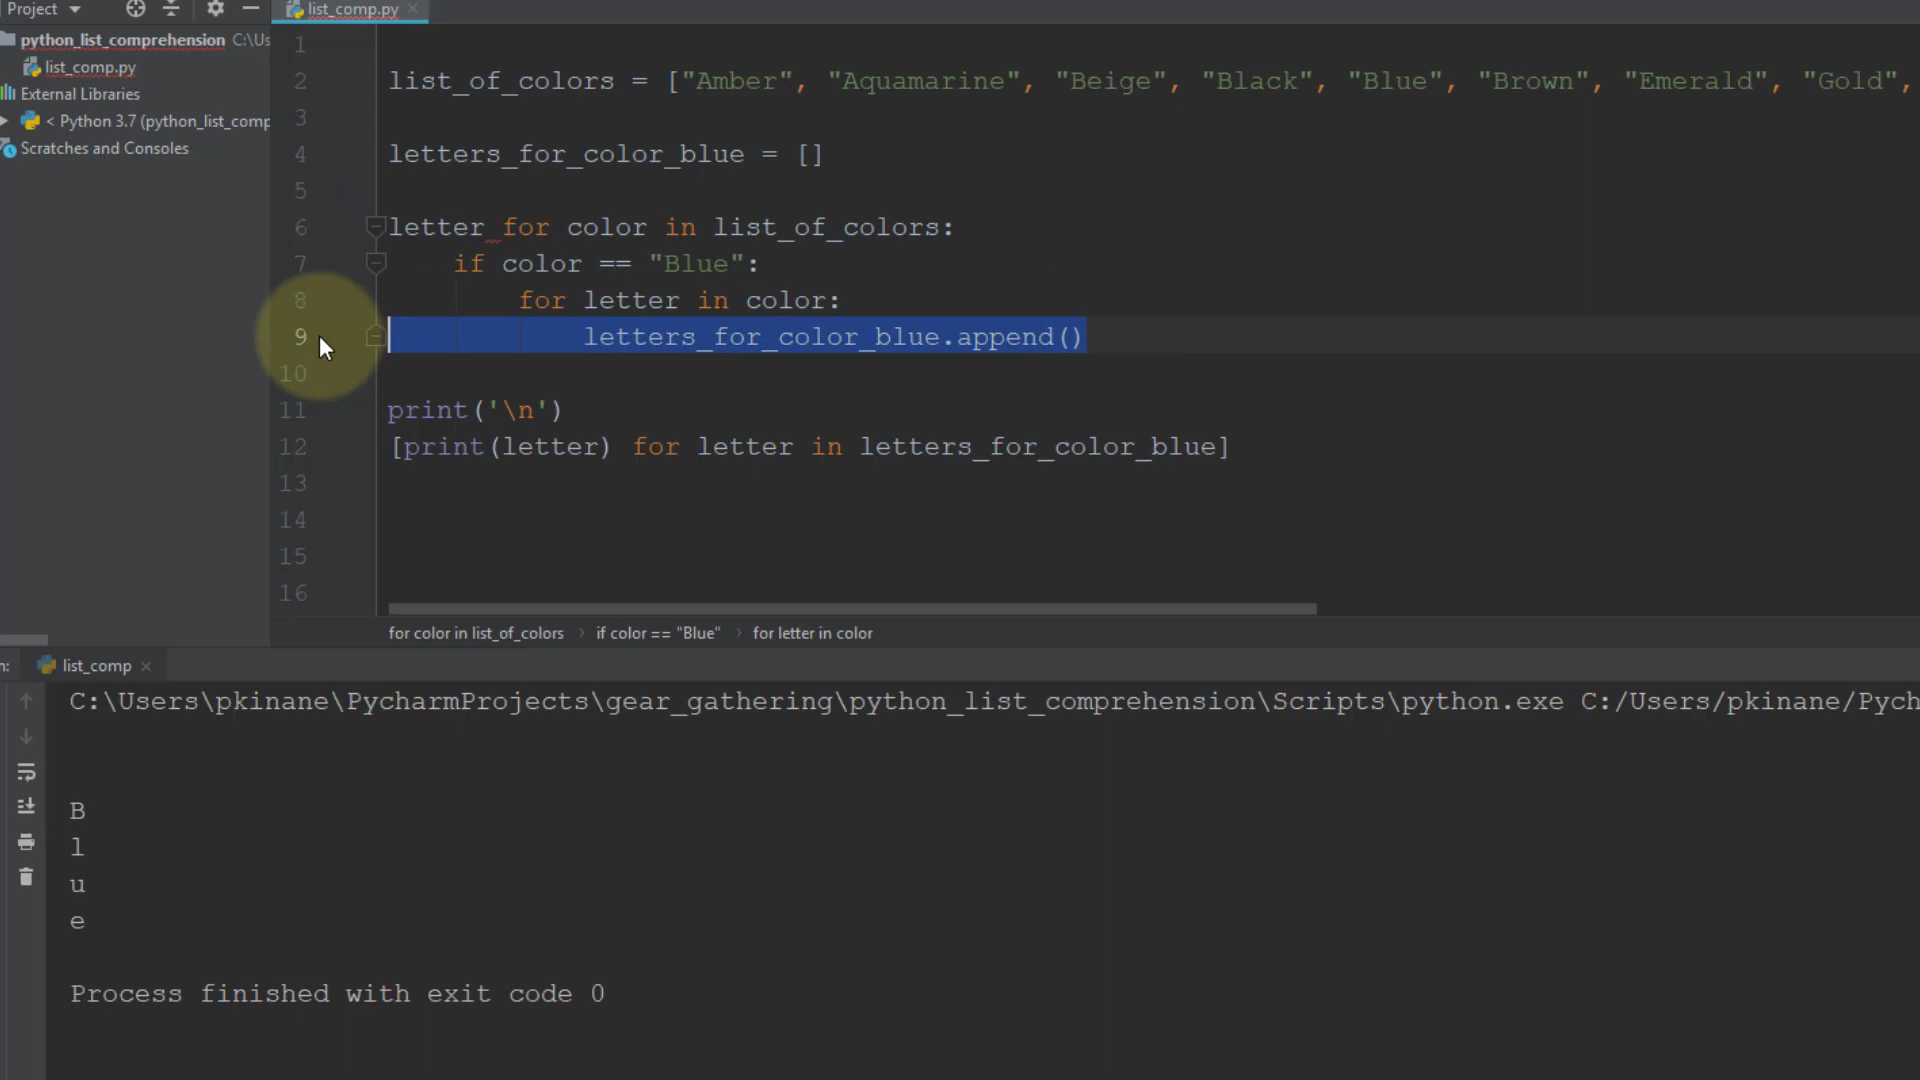 Project
list_comp.py
python_list_comprehension C:\Us
list_comp.py
External Libraries
< Python 3.7 (python_list_comp
Scratches and Consoles
1
2 list_of_colors = ["Amber", "Aquamarine", "Beige", "Black", "Blue", "Brown", "Emerald", "Gold",
3
4 letters_for_color_blue = []
5
6 letter for color in list_of_colors:
7 if color == "Blue":
8 for letter in color:
9 letters_for_color_blue.append()
10
11 print('\n')
12 [print(letter) for letter in letters_for_color_blue]
13
14
15
16
for color in list_of_colors › if color == "Blue" › for letter in color
n: list_comp
C:\Users\pkinane\PycharmProjects\gear_gathering\python_list_comprehension\Scripts\python.exe C:/Users/pkinane/Pych
B
l
u
e
Process finished with exit code 0